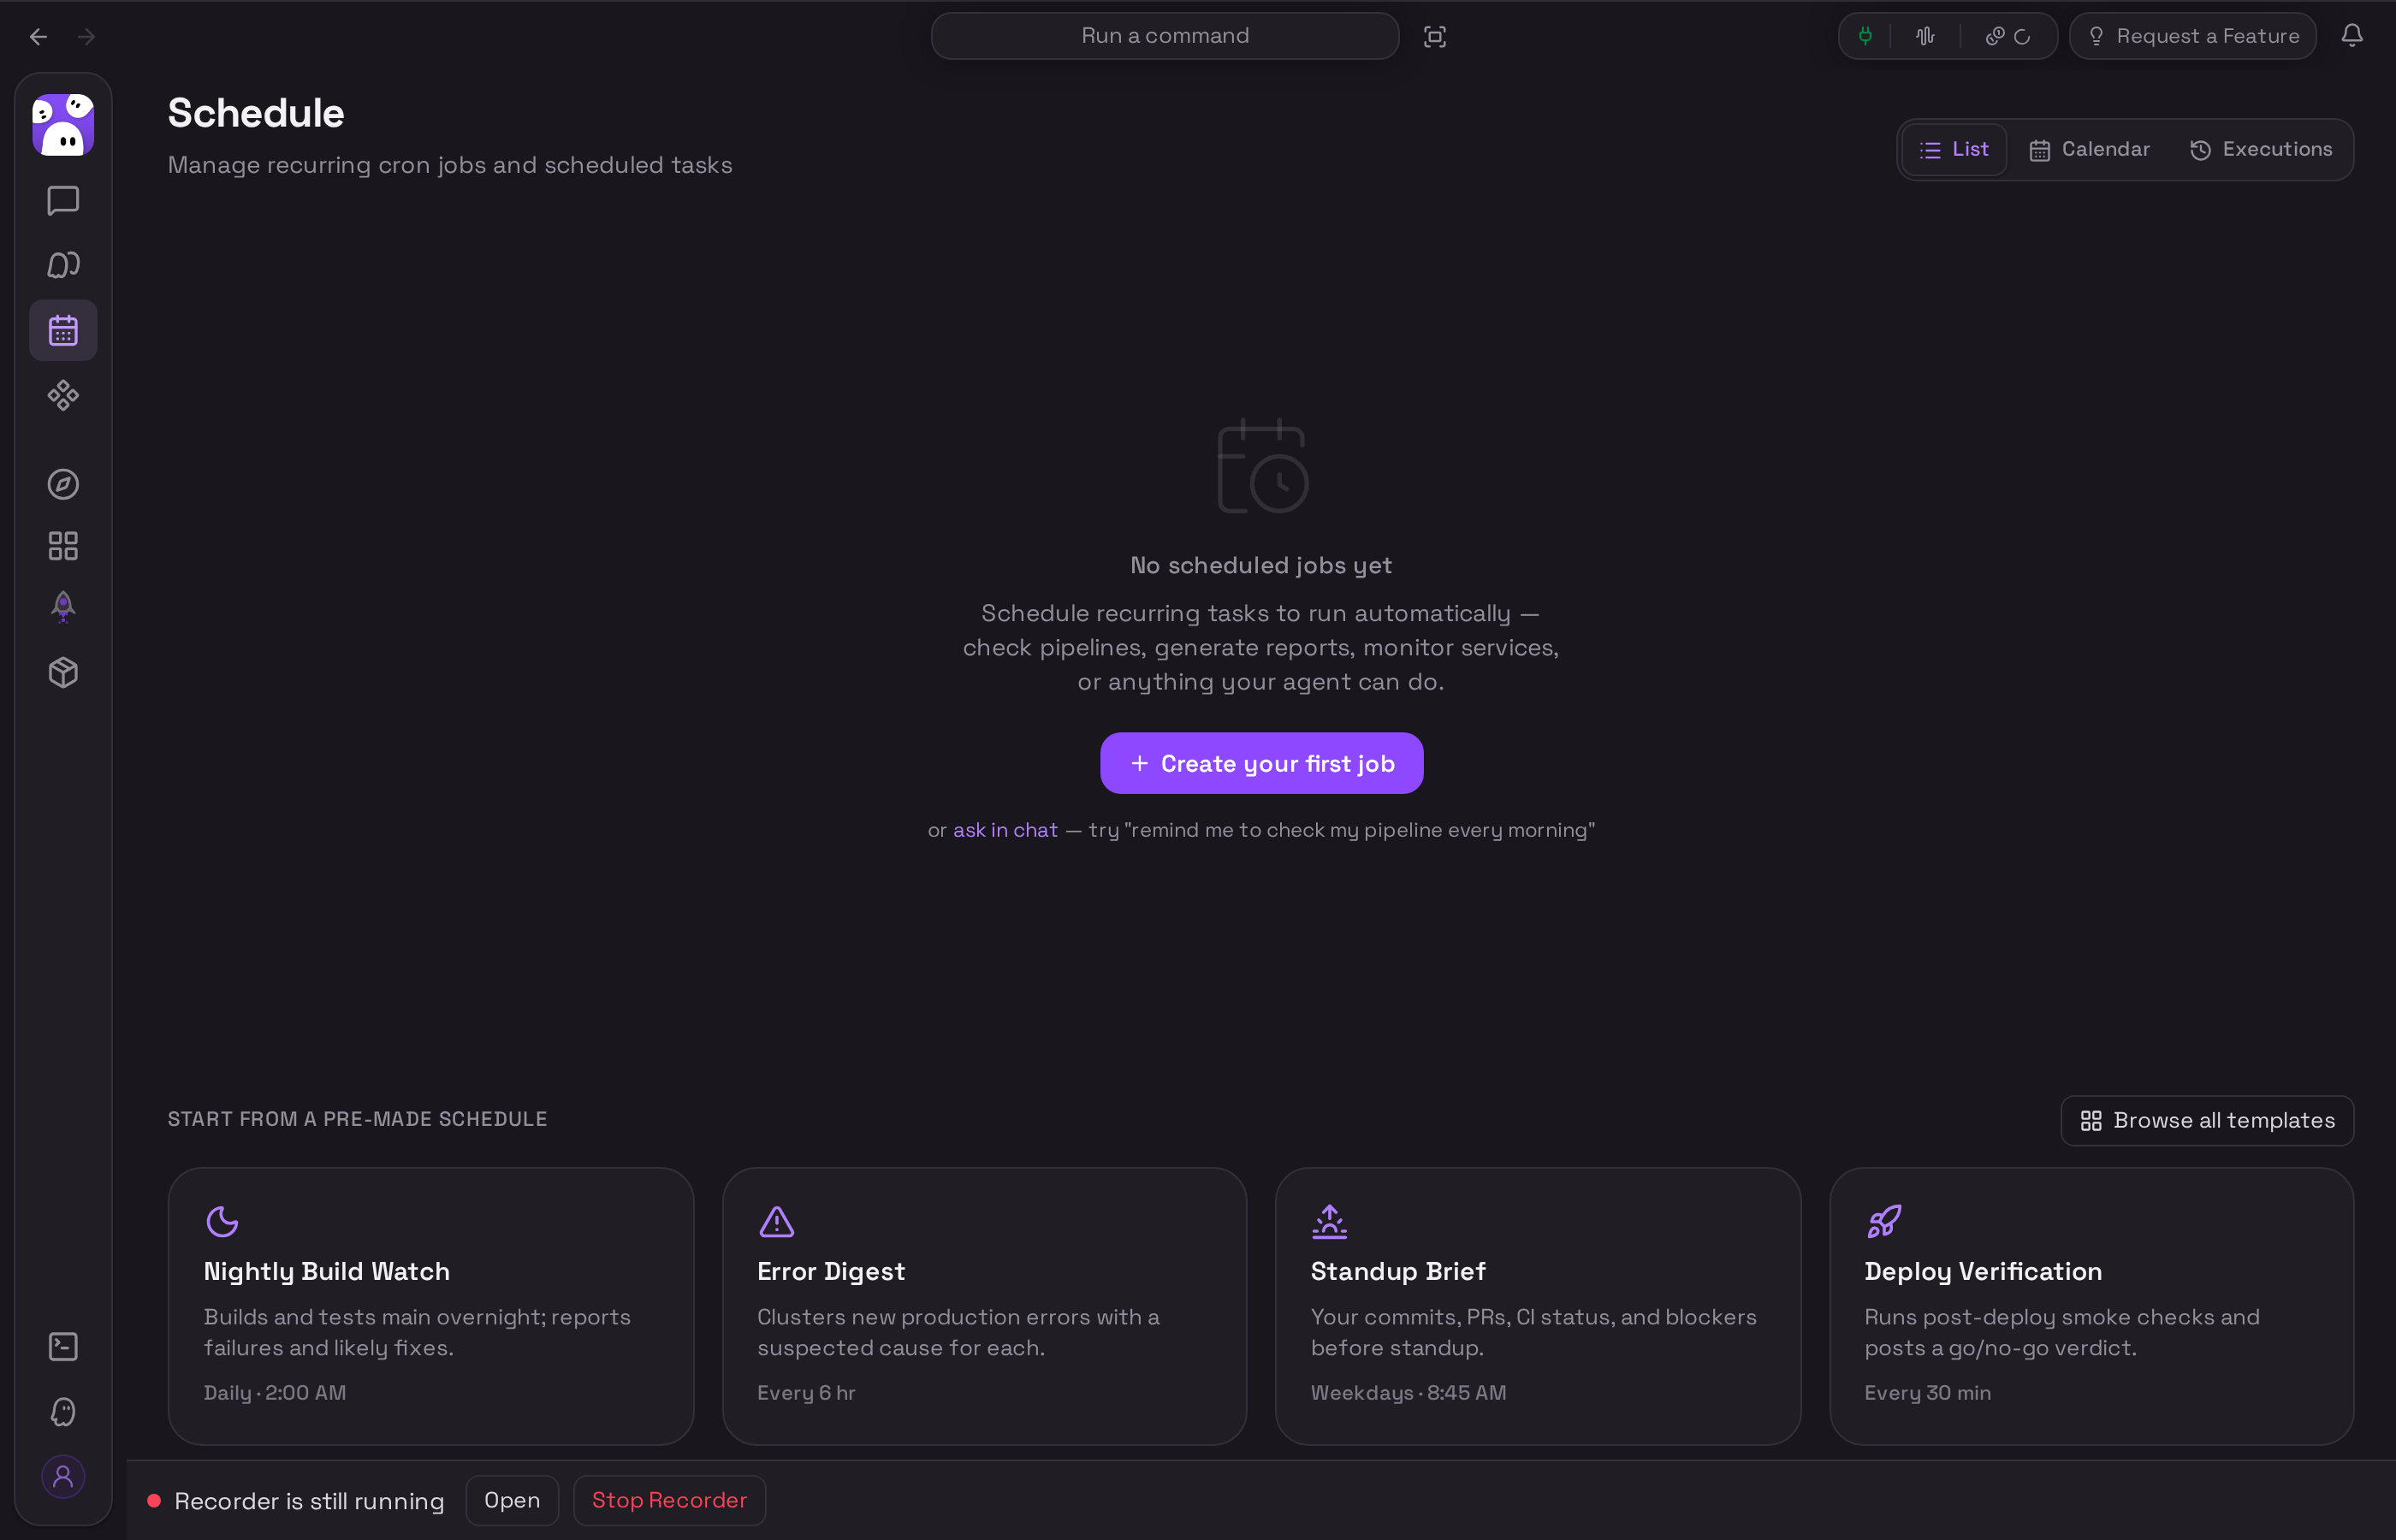 Run a command
Request a Feature
Schedule
Manage recurring cron jobs and scheduled tasks
List
Calendar
Executions
No scheduled jobs yet
Schedule recurring tasks to run automatically —
check pipelines, generate reports, monitor services,
or anything your agent can do.
+ Create your first job
or ask in chat — try "remind me to check my pipeline every morning"
START FROM A PRE-MADE SCHEDULE
Browse all templates
Nightly Build Watch
Builds and tests main overnight; reports
failures and likely fixes.
Daily · 2:00 AM
Error Digest
Clusters new production errors with a
suspected cause for each.
Every 6 hr
Standup Brief
Your commits, PRs, CI status, and blockers
before standup.
Weekdays · 8:45 AM
Deploy Verification
Runs post-deploy smoke checks and
posts a go/no-go verdict.
Every 30 min
Recorder is still running
Open
Stop Recorder